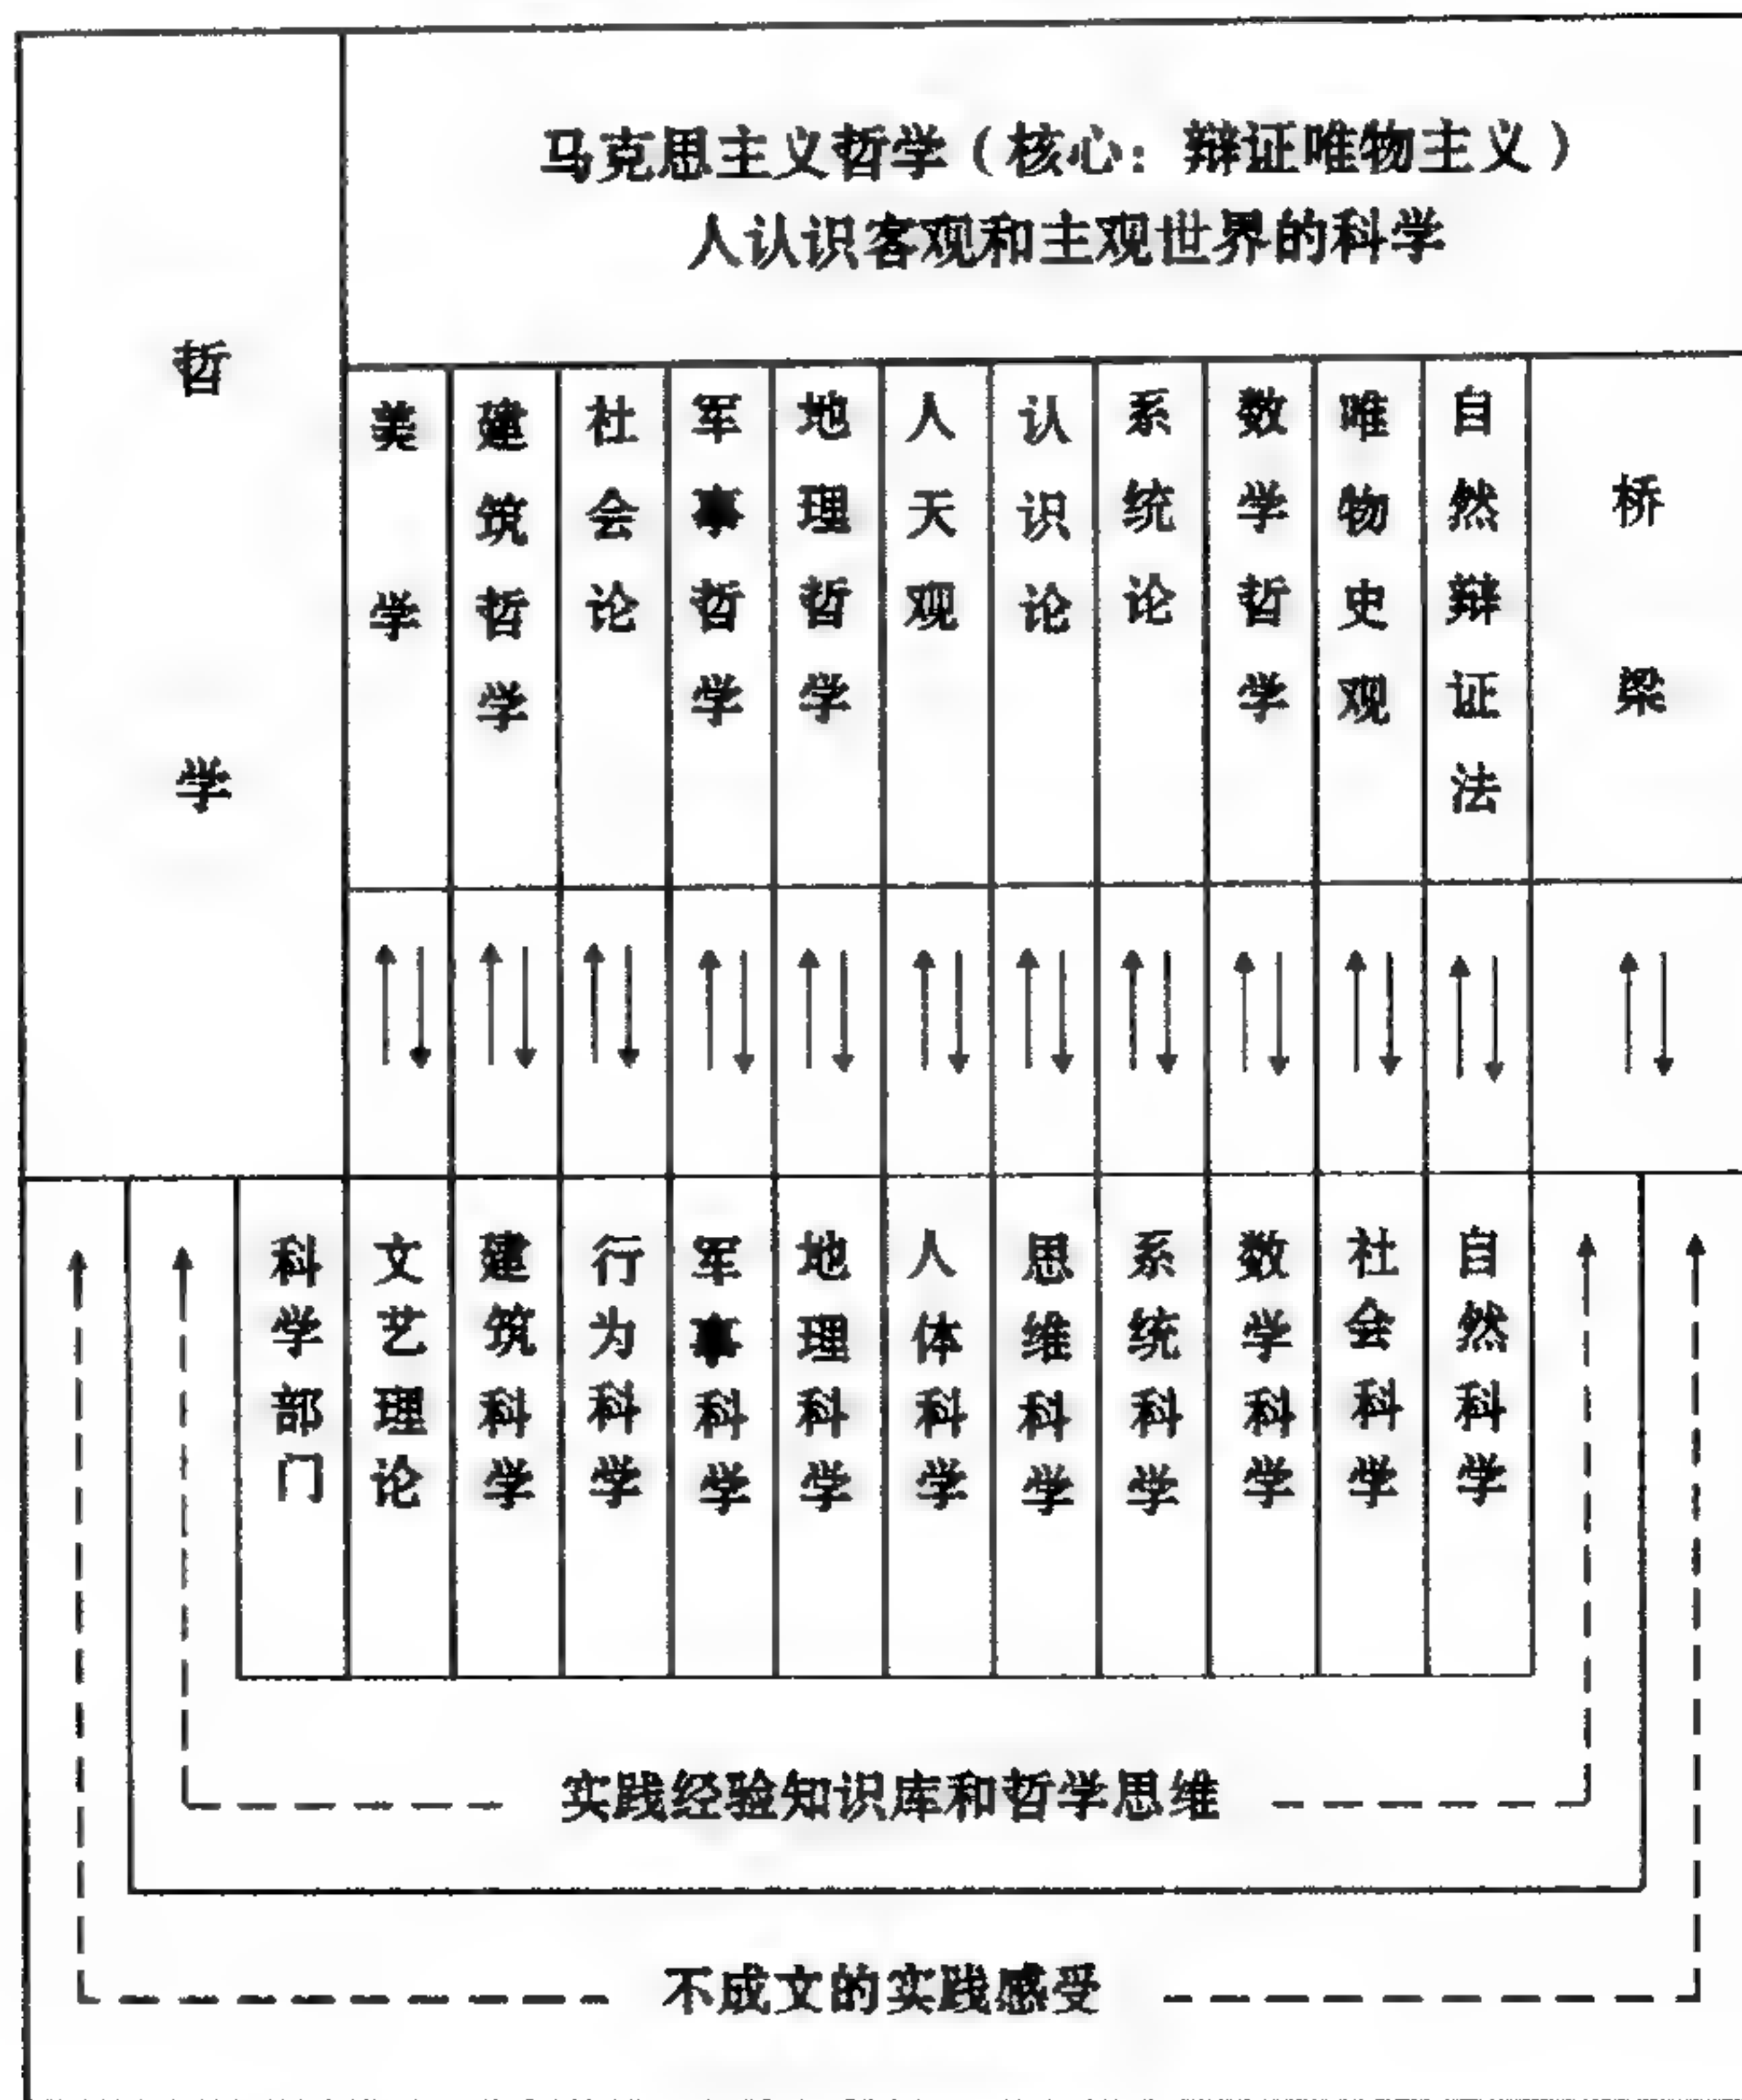 马克思主义哲学（核心：辩证唯物主义）
人认识客观和主观世界的科学
哲学
美学
建筑哲学
社会论
军事哲学
地理哲学
人天观
认识论
系统论
数学哲学
唯物史观
自然辩证法
桥梁
科学部门
文艺理论
建筑科学
行为科学
军事科学
地理科学
人体科学
思维科学
系统科学
数学科学
社会科学
自然科学
实践经验知识库和哲学思维
不成文的实践感受